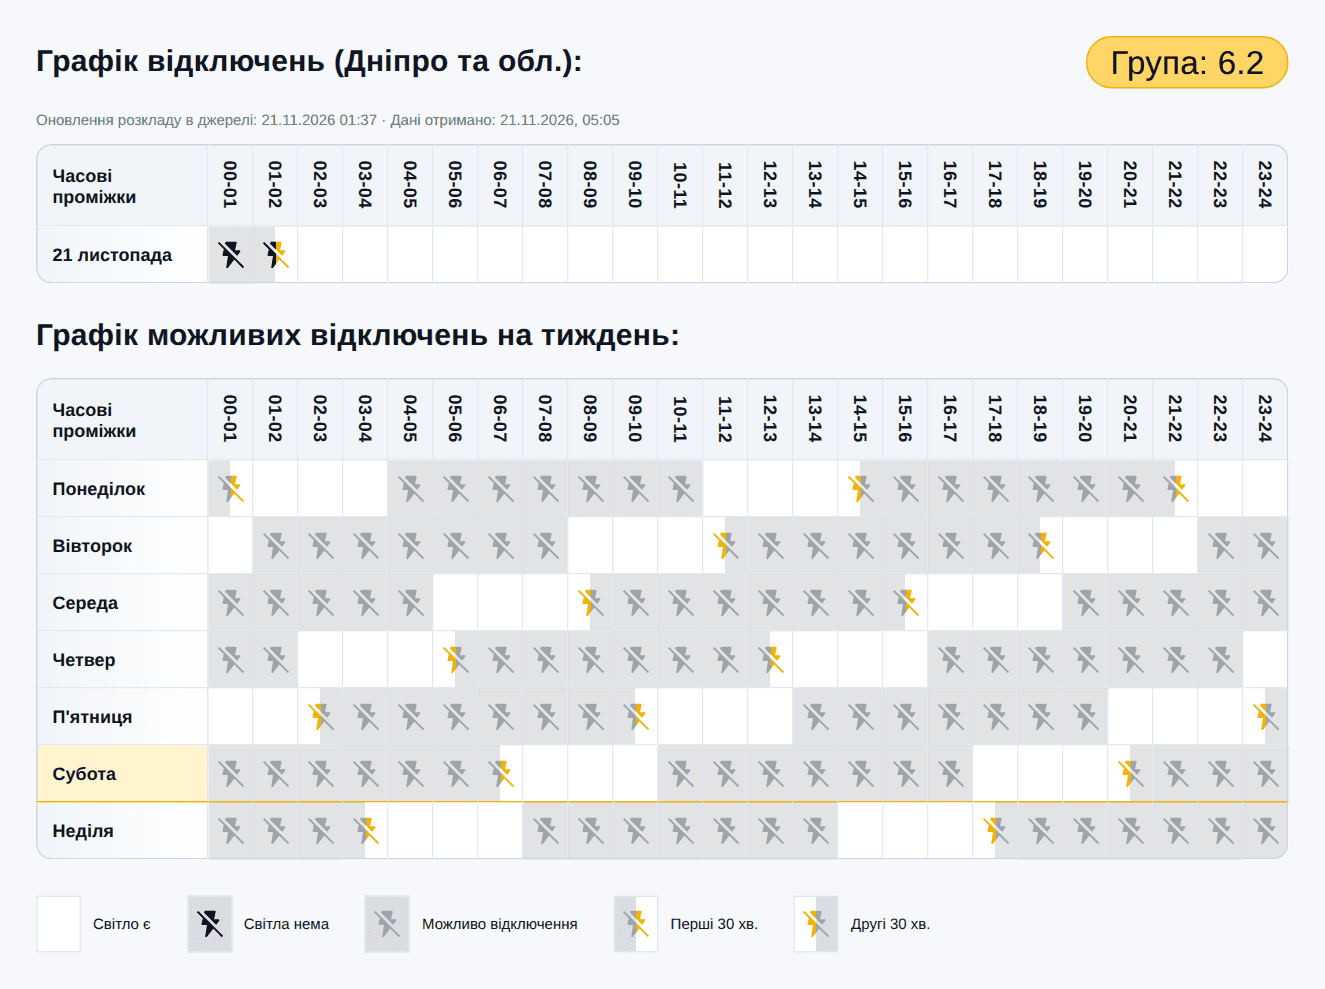 Графік відключень (Дніпро та обл.):
Група: 6.2
Оновлення розкладу в джерелі: 21.11.2026 01:37 · Дані отримано: 21.11.2026, 05:05
Часові проміжки 00-01 01-02 02-03 03-04 04-05 05-06 06-07 07-08 08-09 09-10 10-11 11-12 12-13 13-14 14-15 15-16 16-17 17-18 18-19 19-20 20-21 21-22 22-23 23-24
21 листопада
Графік можливих відключень на тиждень:
Часові проміжки 00-01 01-02 02-03 03-04 04-05 05-06 06-07 07-08 08-09 09-10 10-11 11-12 12-13 13-14 14-15 15-16 16-17 17-18 18-19 19-20 20-21 21-22 22-23 23-24
Понеділок
Вівторок
Середа
Четвер
П'ятниця
Субота
Неділя
Світло є Світла нема Можливо відключення Перші 30 хв. Другі 30 хв.